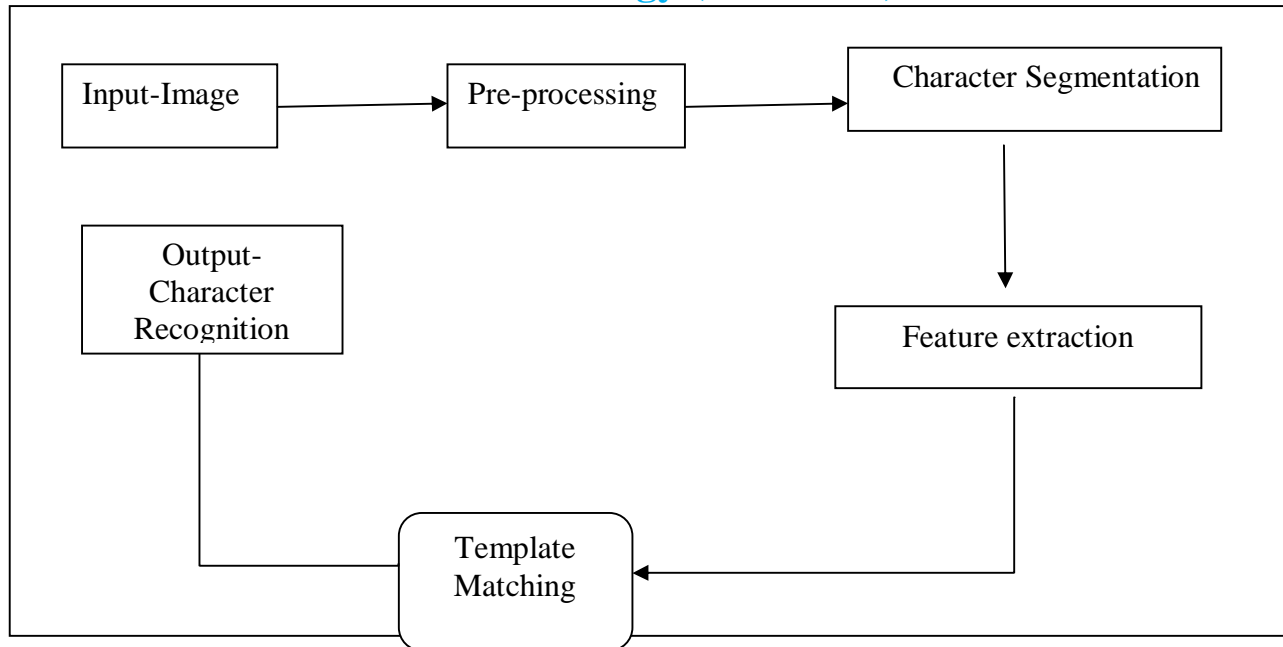 Input-Image
Pre-processing
Character Segmentation
Feature extraction
Template
Matching
Output-
Character
Recognition